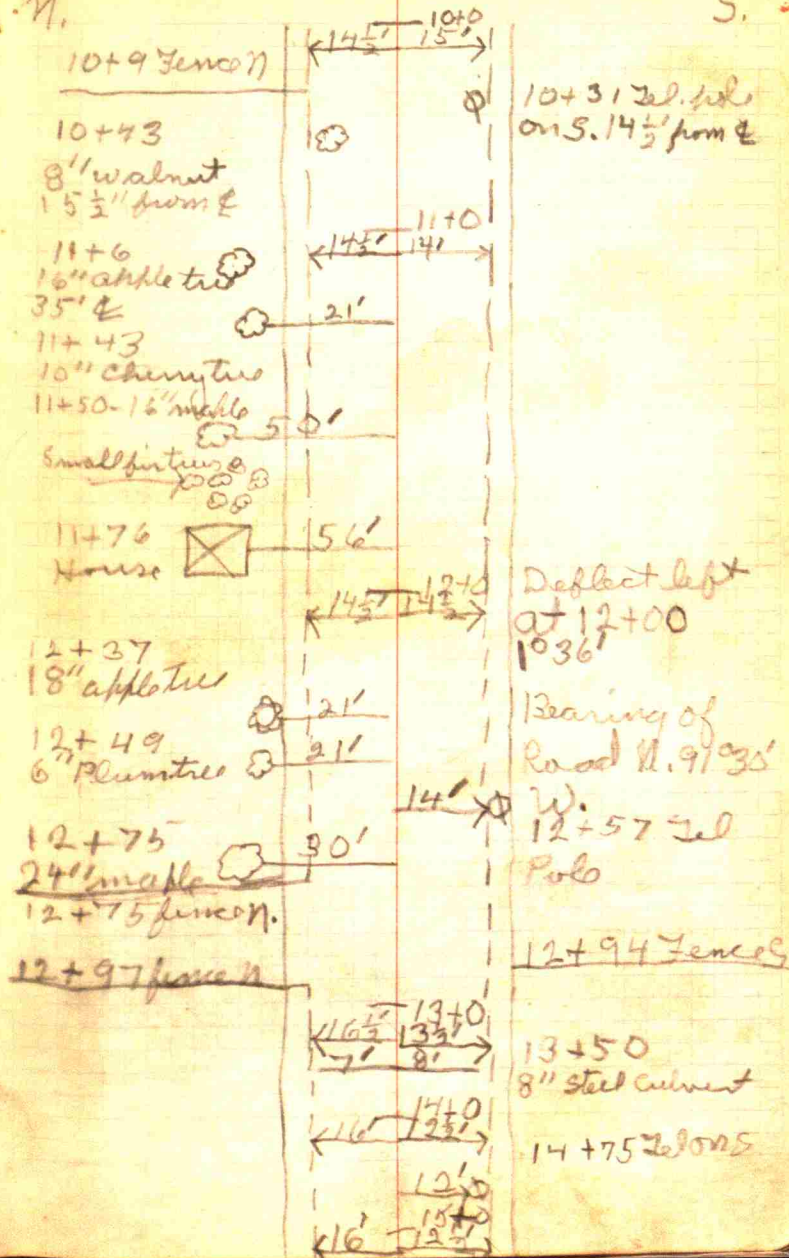 N.
S.
10+0
14½' 15'
10+9 Fence N
10+31 Tel. pole
on S. 14½' from ℄
10+43
8" walnut
15½" from ℄
11+0
14½' 14'
11+6
16" apple tree
35' ℄
21'
11+43
10" Cherry tree
11+50-16" maple
50'
Small fir trees
11+76
House
56'
12+0
14½' 14½'
Deflect left
at 12+00
1°36'
12+37
18" apple tree
21'
Bearing of
Road N. 91°30'
W.
12+49
6" Plum tree
21'
14'
12+57 Tel
Pole
12+75
24" maple
30'
12+75 fence N.
12+94 Fence S
12+97 fence N
13+0
16½' 13½'
7' 8'
13+50
8" Steel Culvert
14+0
16' 12½'
14+75 Tel on S
12'
15+0
16' 12½'